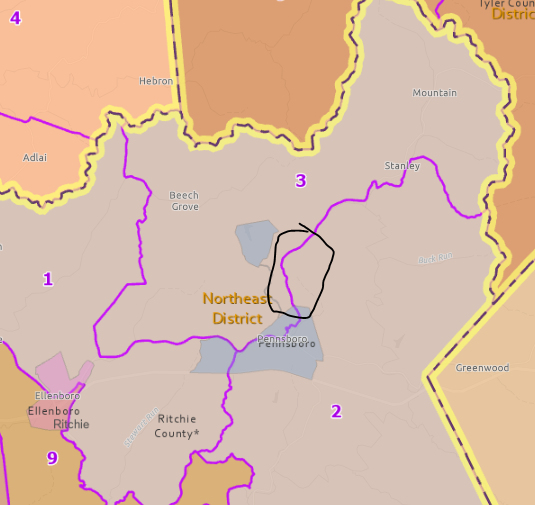 4
Tyler Coun
District
Hebron
Mountain
Adlai
Stanley
3
Beech
Grove
1
Northeast
District
Pennsboro
Pennsboro
Greenwood
Ellenboro
Ellenboro
Ritchie
Ritchie
County*
2
9